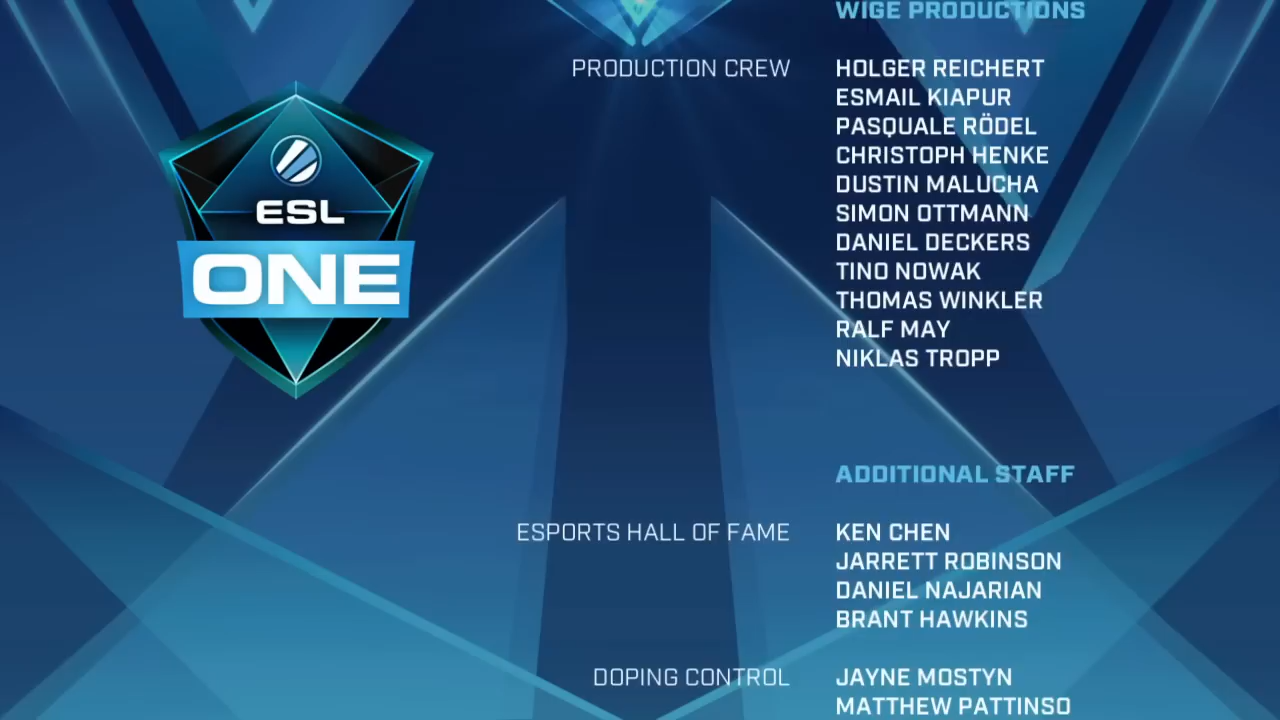 WIGE PRODUCTIONS
PRODUCTION CREW HOLGER REICHERT
ESMAIL KIAPUR
PASQUALE RÖDEL
CHRISTOPH HENKE
DUSTIN MALUCHA
SIMON OTTMANN
DANIEL DECKERS
TINO NOWAK
THOMAS WINKLER
RALF MAY
NIKLAS TROPP
ESL
ONE
ADDITIONAL STAFF
ESPORTS HALL OF FAME KEN CHEN
JARRETT ROBINSON
DANIEL NAJARIAN
BRANT HAWKINS
DOPING CONTROL JAYNE MOSTYN
MATTHEW PATTINSO